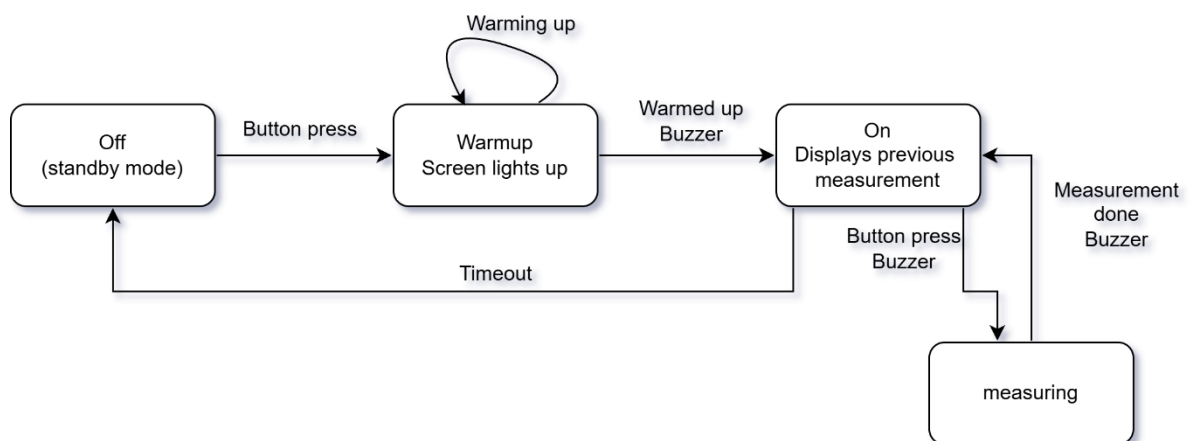 Warming up
Off
(standby mode)
Button press
Warmup
Screen lights up
Warmed up
Buzzer
On
Displays previous
measurement
Measurement
done
Buzzer
Button press
Buzzer
Timeout
measuring